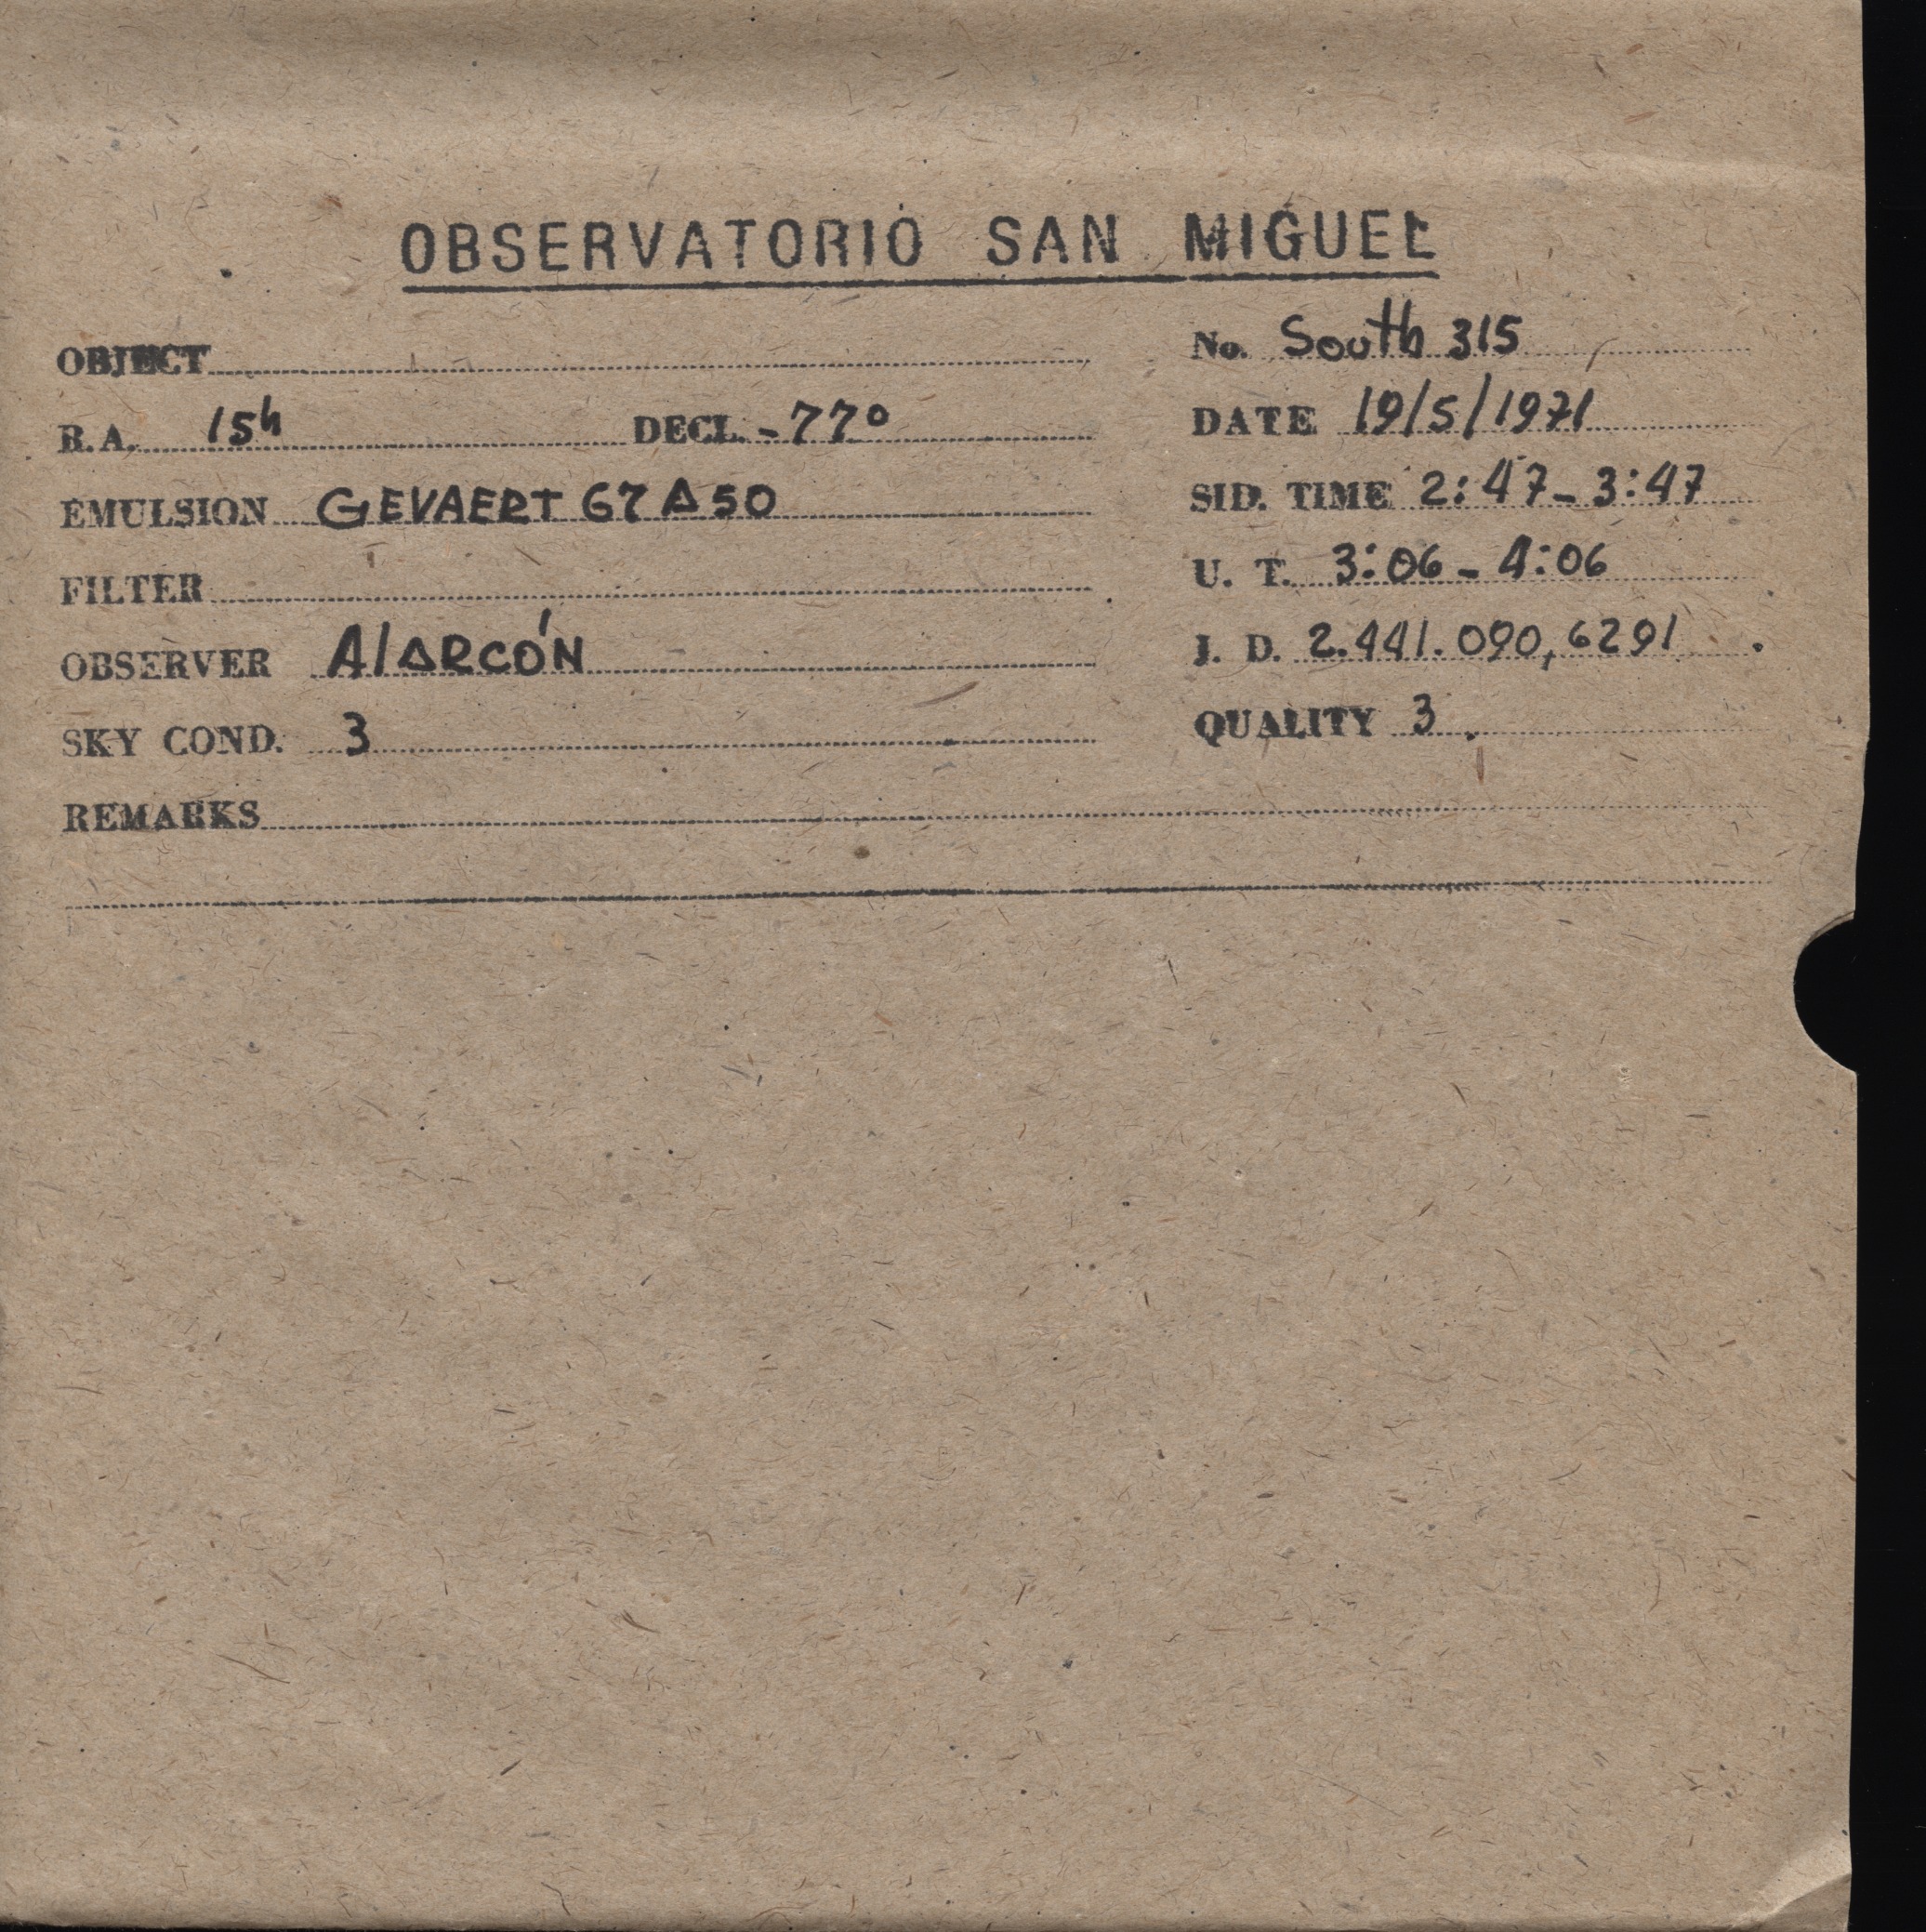 OBSERVATORIO SAN MIGUEL
OBJECT
No. South 315
R.A. 15h DECL. -77°
DATE 19/5/1971
EMULSION GEVAERT 67A50
SID. TIME 2:47-3:47
FILTER
U. T. 3:06-4:06
OBSERVER AlARCÓN
J. D. 2.441.090,6291
SKY COND. 3
QUALITY 3
REMARKS